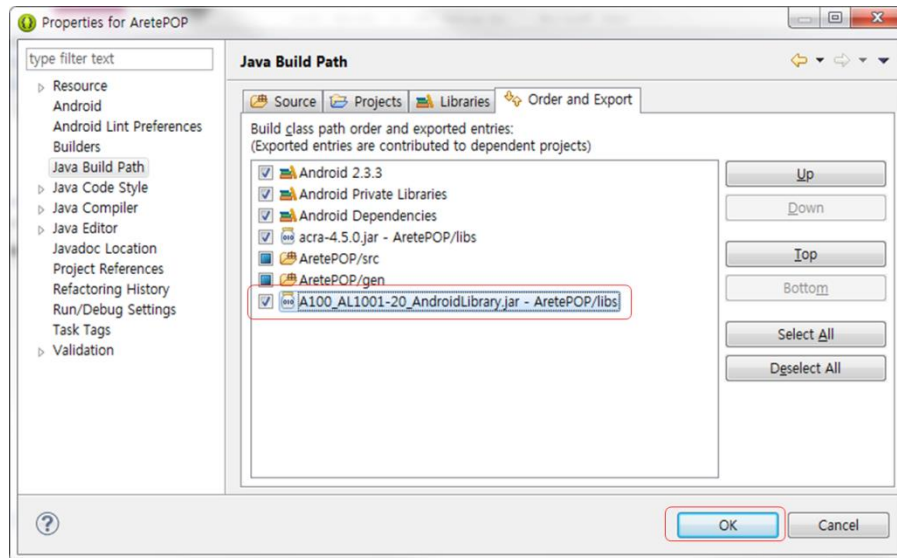 Properties for AretePOP
type filter text
Resource
Android
Android Lint Preferences
Builders
Java Build Path
Java Code Style
Java Compiler
Java Editor
Javadoc Location
Project References
Refactoring History
Run/Debug Settings
Task Tags
Validation
Java Build Path
Source
Projects
Libraries
Order and Export
Build class path order and exported entries:
(Exported entries are contributed to dependent projects)
Android 2.3.3
Android Private Libraries
Android Dependencies
acra-4.5.0.jar - AretePOP/libs
AretePOP/src
AretePOP/gen
A100_AL1001-20_AndroidLibrary.jar - AretePOP/libs
Up
Down
Top
Bottom
Select All
Deselect All
OK
Cancel